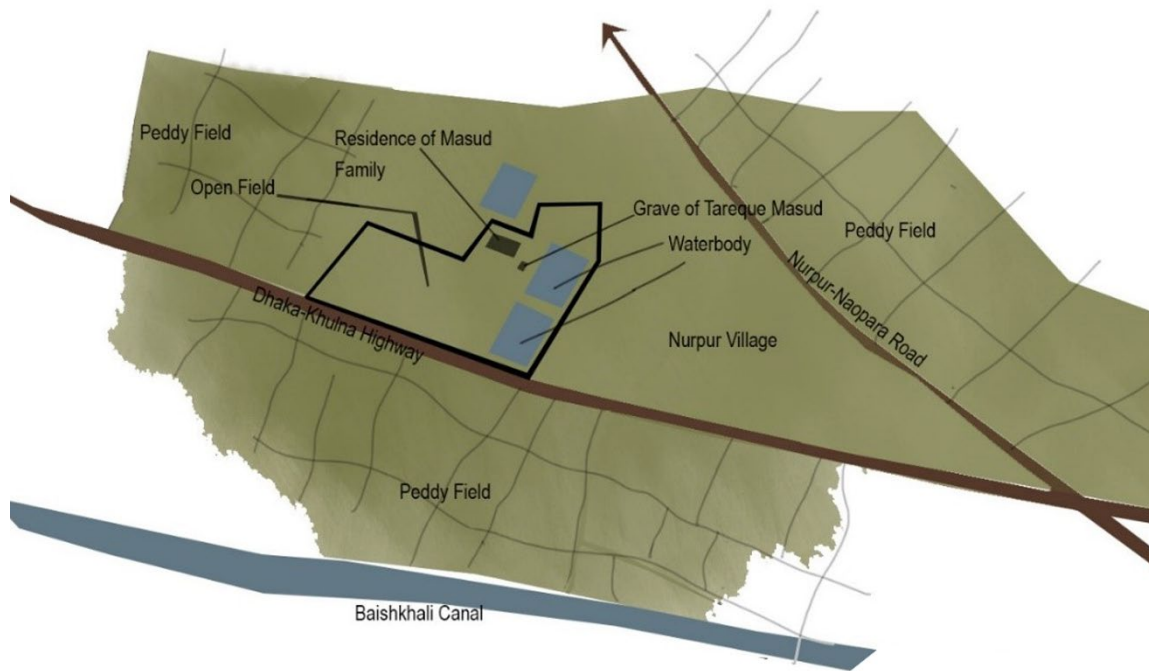 Peddy Field
Residence of Masud
Family
Open Field
Grave of Tareque Masud
Waterbody
Peddy Field
Nurpur-Naopara Road
Dhaka-Khulna Highway
Nurpur Village
Peddy Field
Baishkhali Canal